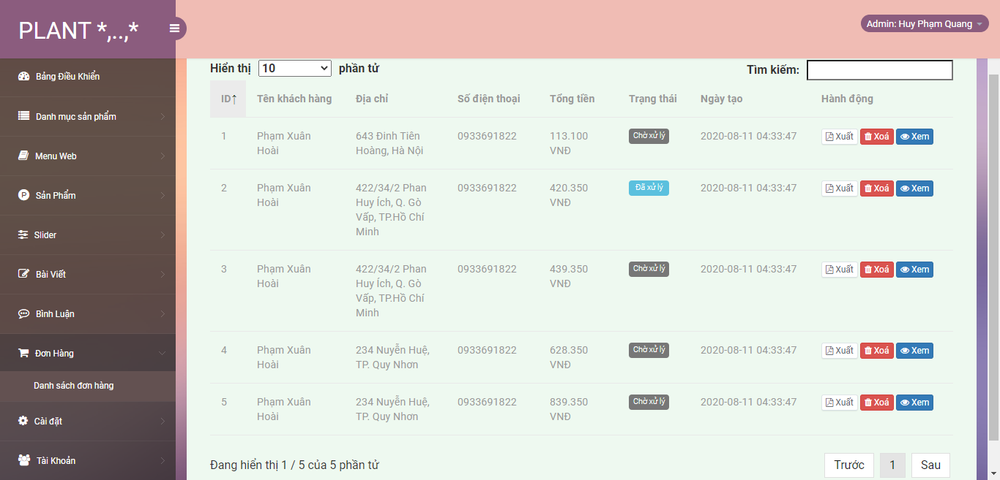 PLANT *,..,*
Admin: Huy Phạm Quang
Bảng Điều Khiển
Danh mục sản phẩm
Menu Web
Sản Phẩm
Slider
Bài Viết
Bình Luận
Đơn Hàng
Danh sách đơn hàng
Cài đặt
Tài Khoản
Hiển thị 10 phần tử
Tìm kiếm:
ID↑ Tên khách hàng Địa chỉ Số điện thoại Tổng tiền Trạng thái Ngày tạo Hành động
1 Phạm Xuân 643 Đinh Tiên 0933691822 113.100 Chờ xử lý 2020-08-11 04:33:47 Xuất Xoá Xem
Hoài Hoàng, Hà Nội VNĐ
2 Phạm Xuân 422/34/2 Phan 0933691822 420.350 Đã xử lý 2020-08-11 04:33:47 Xuất Xoá Xem
Hoài Huy Ích, Q. Gò VNĐ
Vấp, TP.Hồ Chí
Minh
3 Phạm Xuân 422/34/2 Phan 0933691822 439.350 Chờ xử lý 2020-08-11 04:33:47 Xuất Xoá Xem
Hoài Huy Ích, Q. Gò VNĐ
Vấp, TP.Hồ Chí
Minh
4 Phạm Xuân 234 Nuyễn Huệ, 0933691822 628.350 Chờ xử lý 2020-08-11 04:33:47 Xuất Xoá Xem
Hoài TP. Quy Nhơn VNĐ
5 Phạm Xuân 234 Nuyễn Huệ, 0933691822 839.350 Chờ xử lý 2020-08-11 04:33:47 Xuất Xoá Xem
Hoài TP. Quy Nhơn VNĐ
Đang hiển thị 1 / 5 của 5 phần tử
Trước 1 Sau